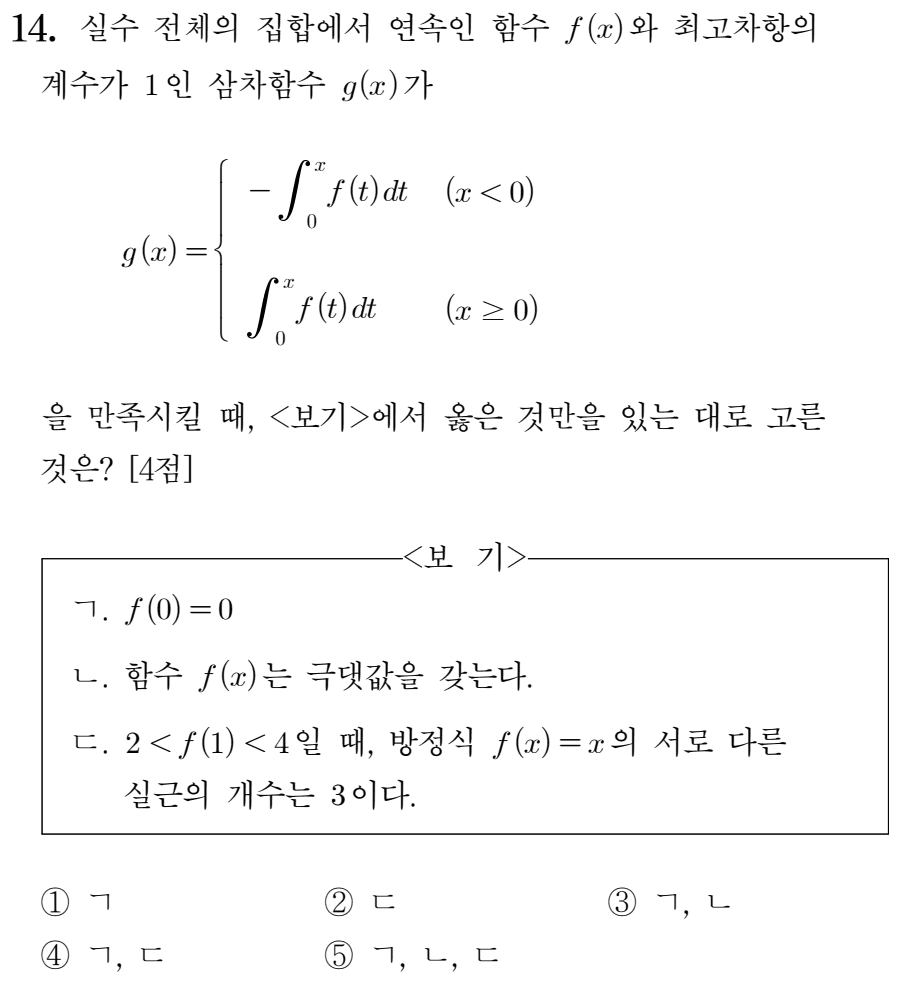 14. 실수 전체의 집합에서 연속인 함수 f(x)와 최고차항의
계수가 1인 삼차함수 g(x)가
g(x) = { -∫₀ˣ f(t)dt (x < 0)
∫₀ˣ f(t)dt (x ≥ 0)
을 만족시킬 때, <보기>에서 옳은 것만을 있는 대로 고른
것은? [4점]
<보 기>
ㄱ. f(0) = 0
ㄴ. 함수 f(x)는 극댓값을 갖는다.
ㄷ. 2 < f(1) < 4일 때, 방정식 f(x) = x의 서로 다른
실근의 개수는 3이다.
① ㄱ ② ㄷ ③ ㄱ, ㄴ
④ ㄱ, ㄷ ⑤ ㄱ, ㄴ, ㄷ